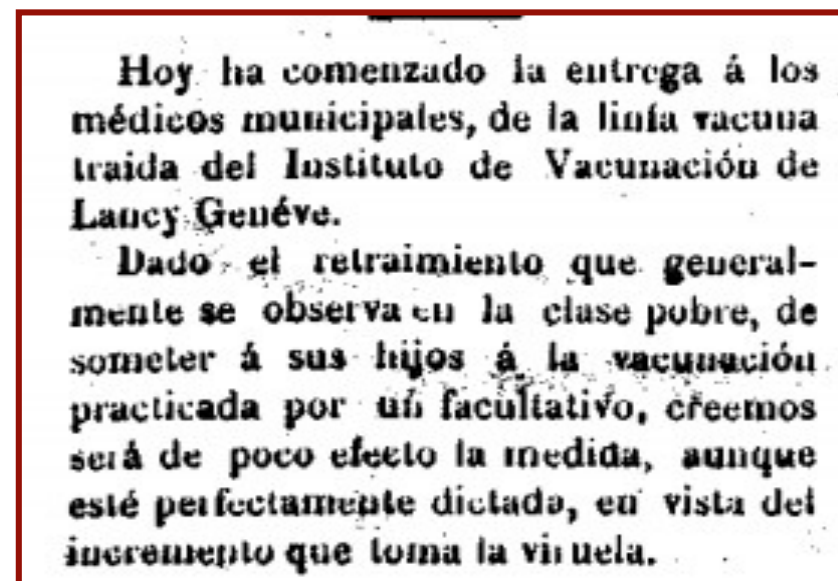 Hoy ha comenzado la entrega á los
médicos municipales, de la linfa vacuna
traida del Instituto de Vacunación de
Lancy Genéve.
Dado el retraimiento que general-
mente se observa en la clase pobre, de
someter á sus hijos á la vacunación
practicada por un facultativo, creemos
será de poco efecto la medida, aunque
esté perfectamente dictada, en vista del
incremento que toma la viruela.